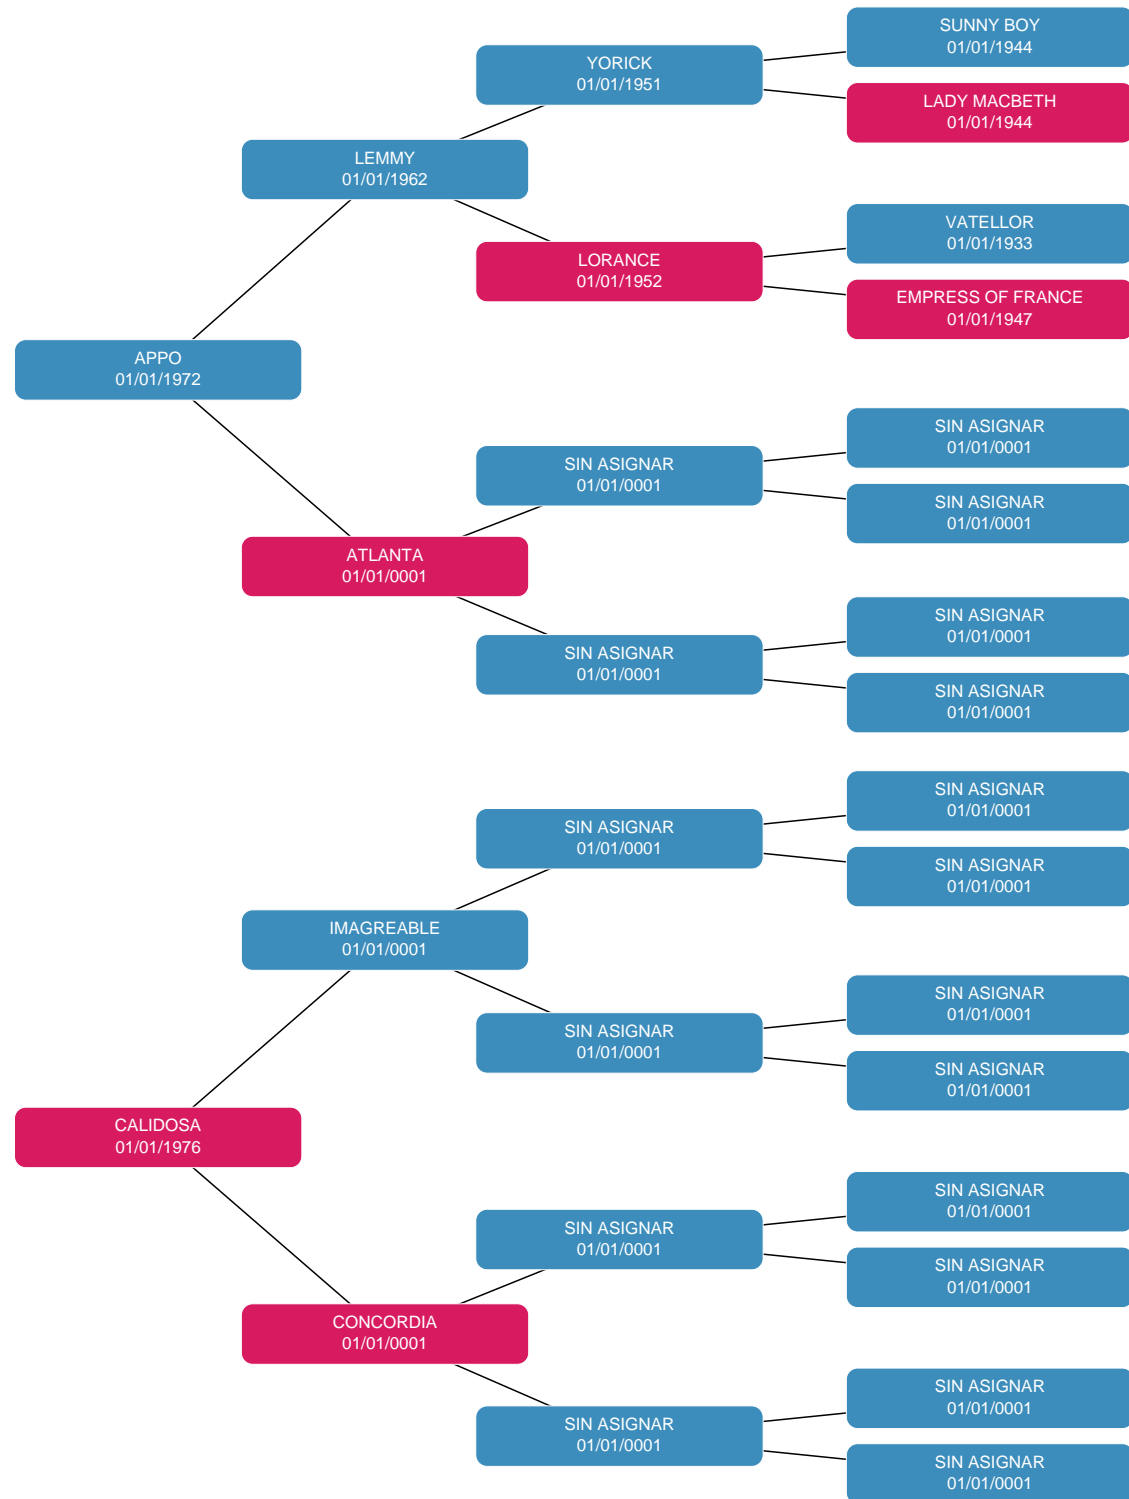 SUNNY BOY
01/01/1944
YORICK
01/01/1951
LADY MACBETH
01/01/1944
LEMMY
01/01/1962
VATELLOR
01/01/1933
LORANCE
01/01/1952
EMPRESS OF FRANCE
01/01/1947
APPO
01/01/1972
SIN ASIGNAR
01/01/0001
SIN ASIGNAR
01/01/0001
SIN ASIGNAR
01/01/0001
ATLANTA
01/01/0001
SIN ASIGNAR
01/01/0001
SIN ASIGNAR
01/01/0001
SIN ASIGNAR
01/01/0001
SIN ASIGNAR
01/01/0001
SIN ASIGNAR
01/01/0001
SIN ASIGNAR
01/01/0001
IMAGREABLE
01/01/0001
SIN ASIGNAR
01/01/0001
SIN ASIGNAR
01/01/0001
SIN ASIGNAR
01/01/0001
CALIDOSA
01/01/1976
SIN ASIGNAR
01/01/0001
SIN ASIGNAR
01/01/0001
SIN ASIGNAR
01/01/0001
CONCORDIA
01/01/0001
SIN ASIGNAR
01/01/0001
SIN ASIGNAR
01/01/0001
SIN ASIGNAR
01/01/0001